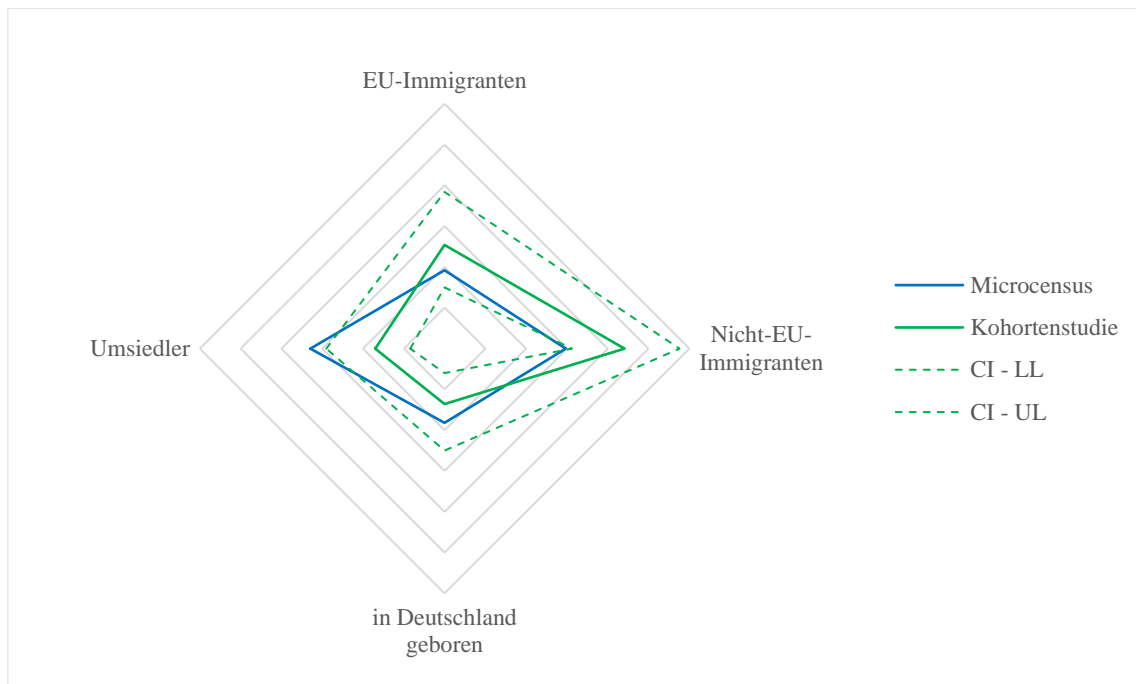 EU-Immigranten
Umsiedler
Nicht-EU-
Immigranten
in Deutschland
geboren
Microcensus
Kohortenstudie
CI - LL
CI - UL